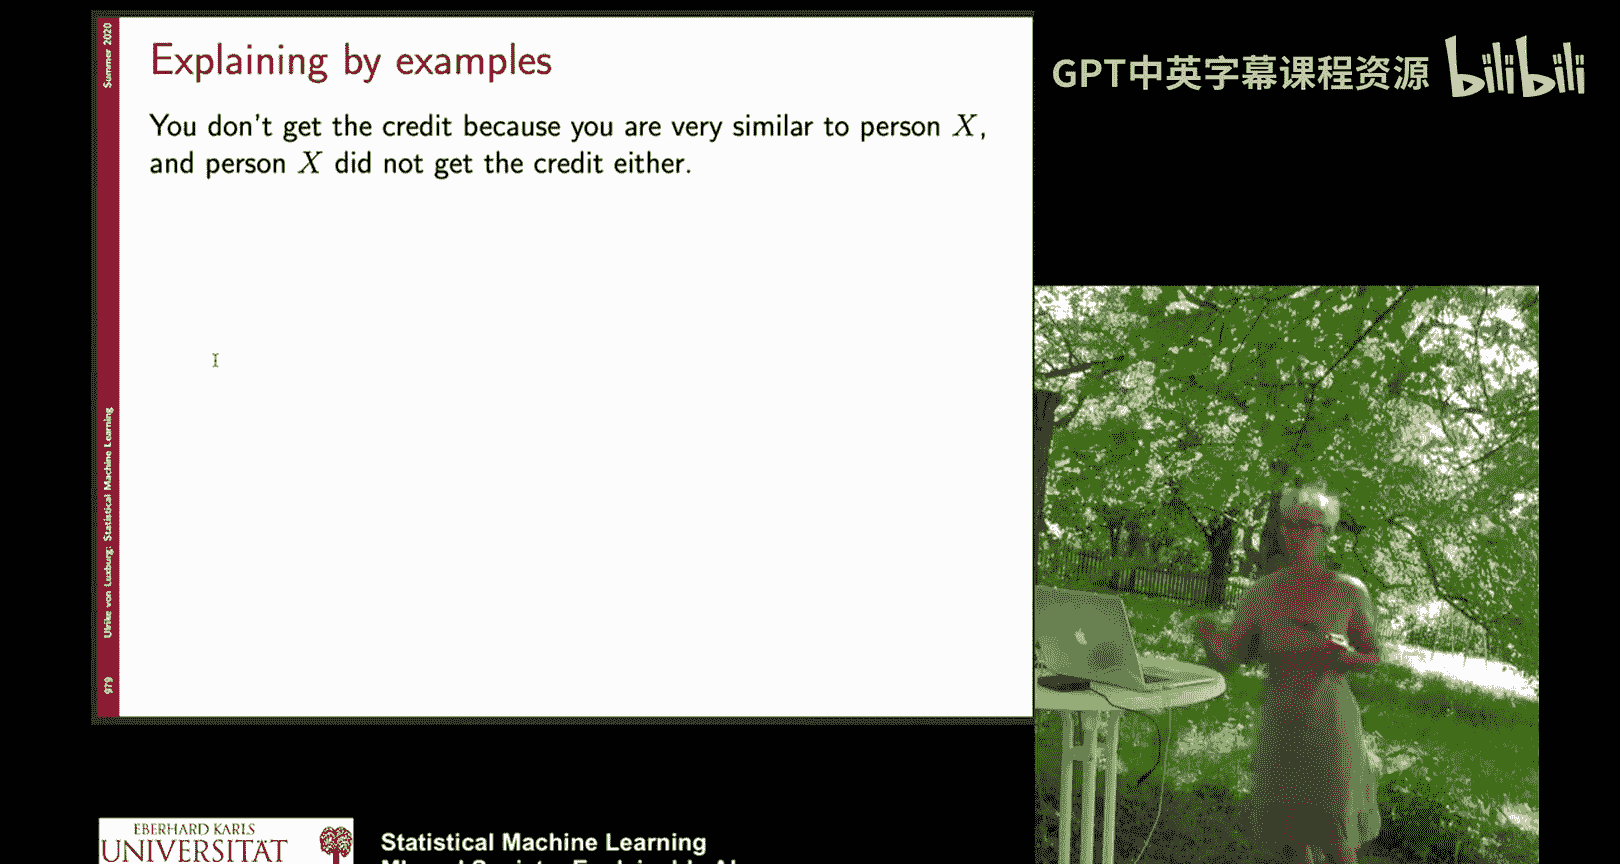 Explaining by examples
You don't get the credit because you are very similar to person X,
and person X did not get the credit either.
Summer 2020
Ulrike von Luxburg: Statistical Machine Learning
979
GPT中英字幕课程资源 bilibili
EBERHARD KARLS
UNIVERSITÄT
Statistical Machine Learning